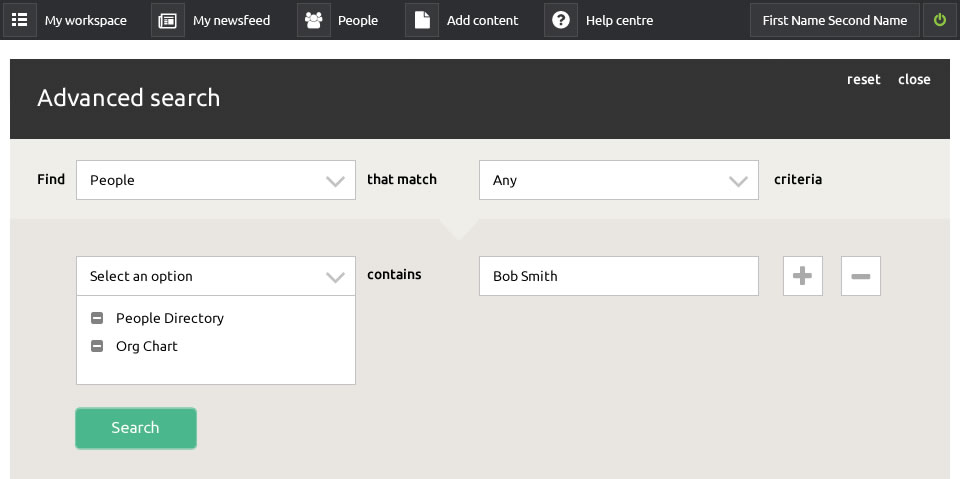 My workspace My newsfeed People Add content Help centre First Name Second Name
reset close
Advanced search
Find People that match Any criteria
Select an option contains Bob Smith
People Directory
Org Chart
Search